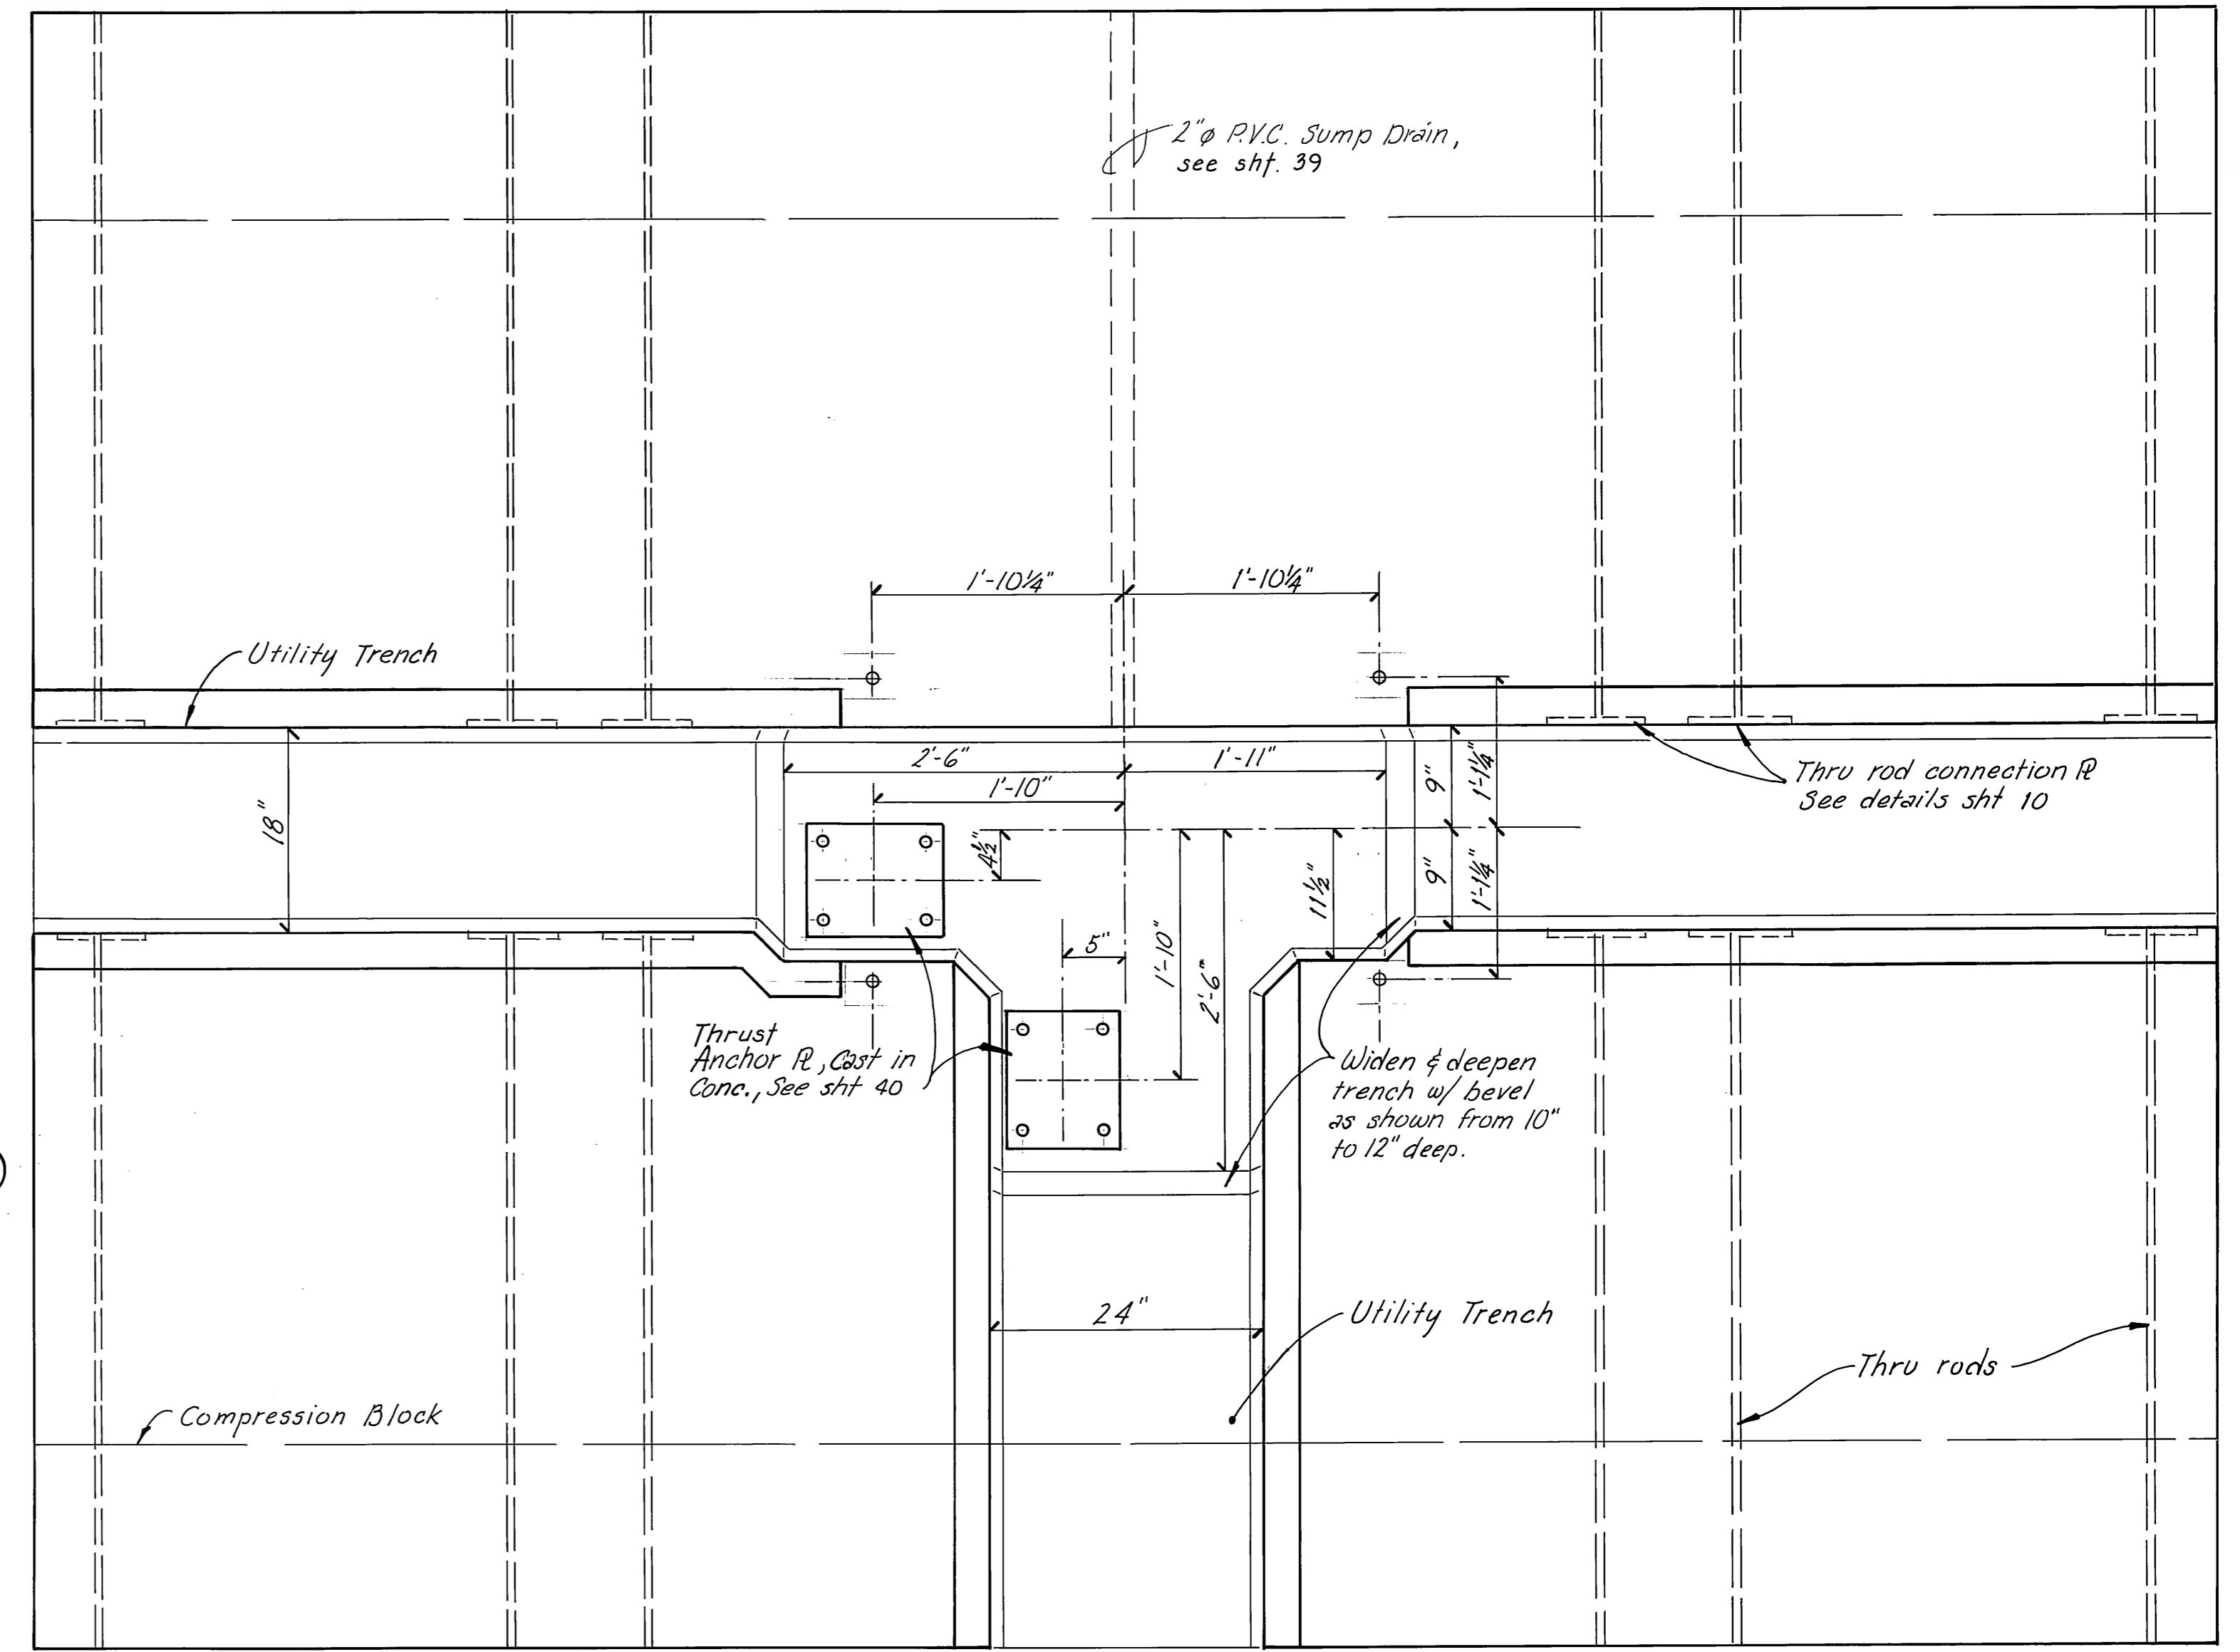 2"ø P.V.C. Sump Drain,
see sht. 39
1'-10¼"
1'-10¼"
Utility Trench
2'-6"
1'-11"
1'-10"
18"
4½"
9"
1'-1¼"
Thru rod connection ⅊
See details sht 10
11½"
9"
1'-1¼"
5"
1'-10"
2'-6"
Thrust
Anchor ⅊, Cast in
Conc., See sht 40
Widen & deepen
trench w/ bevel
as shown from 10"
to 12" deep.
24"
Utility Trench
Thru rods
Compression Block